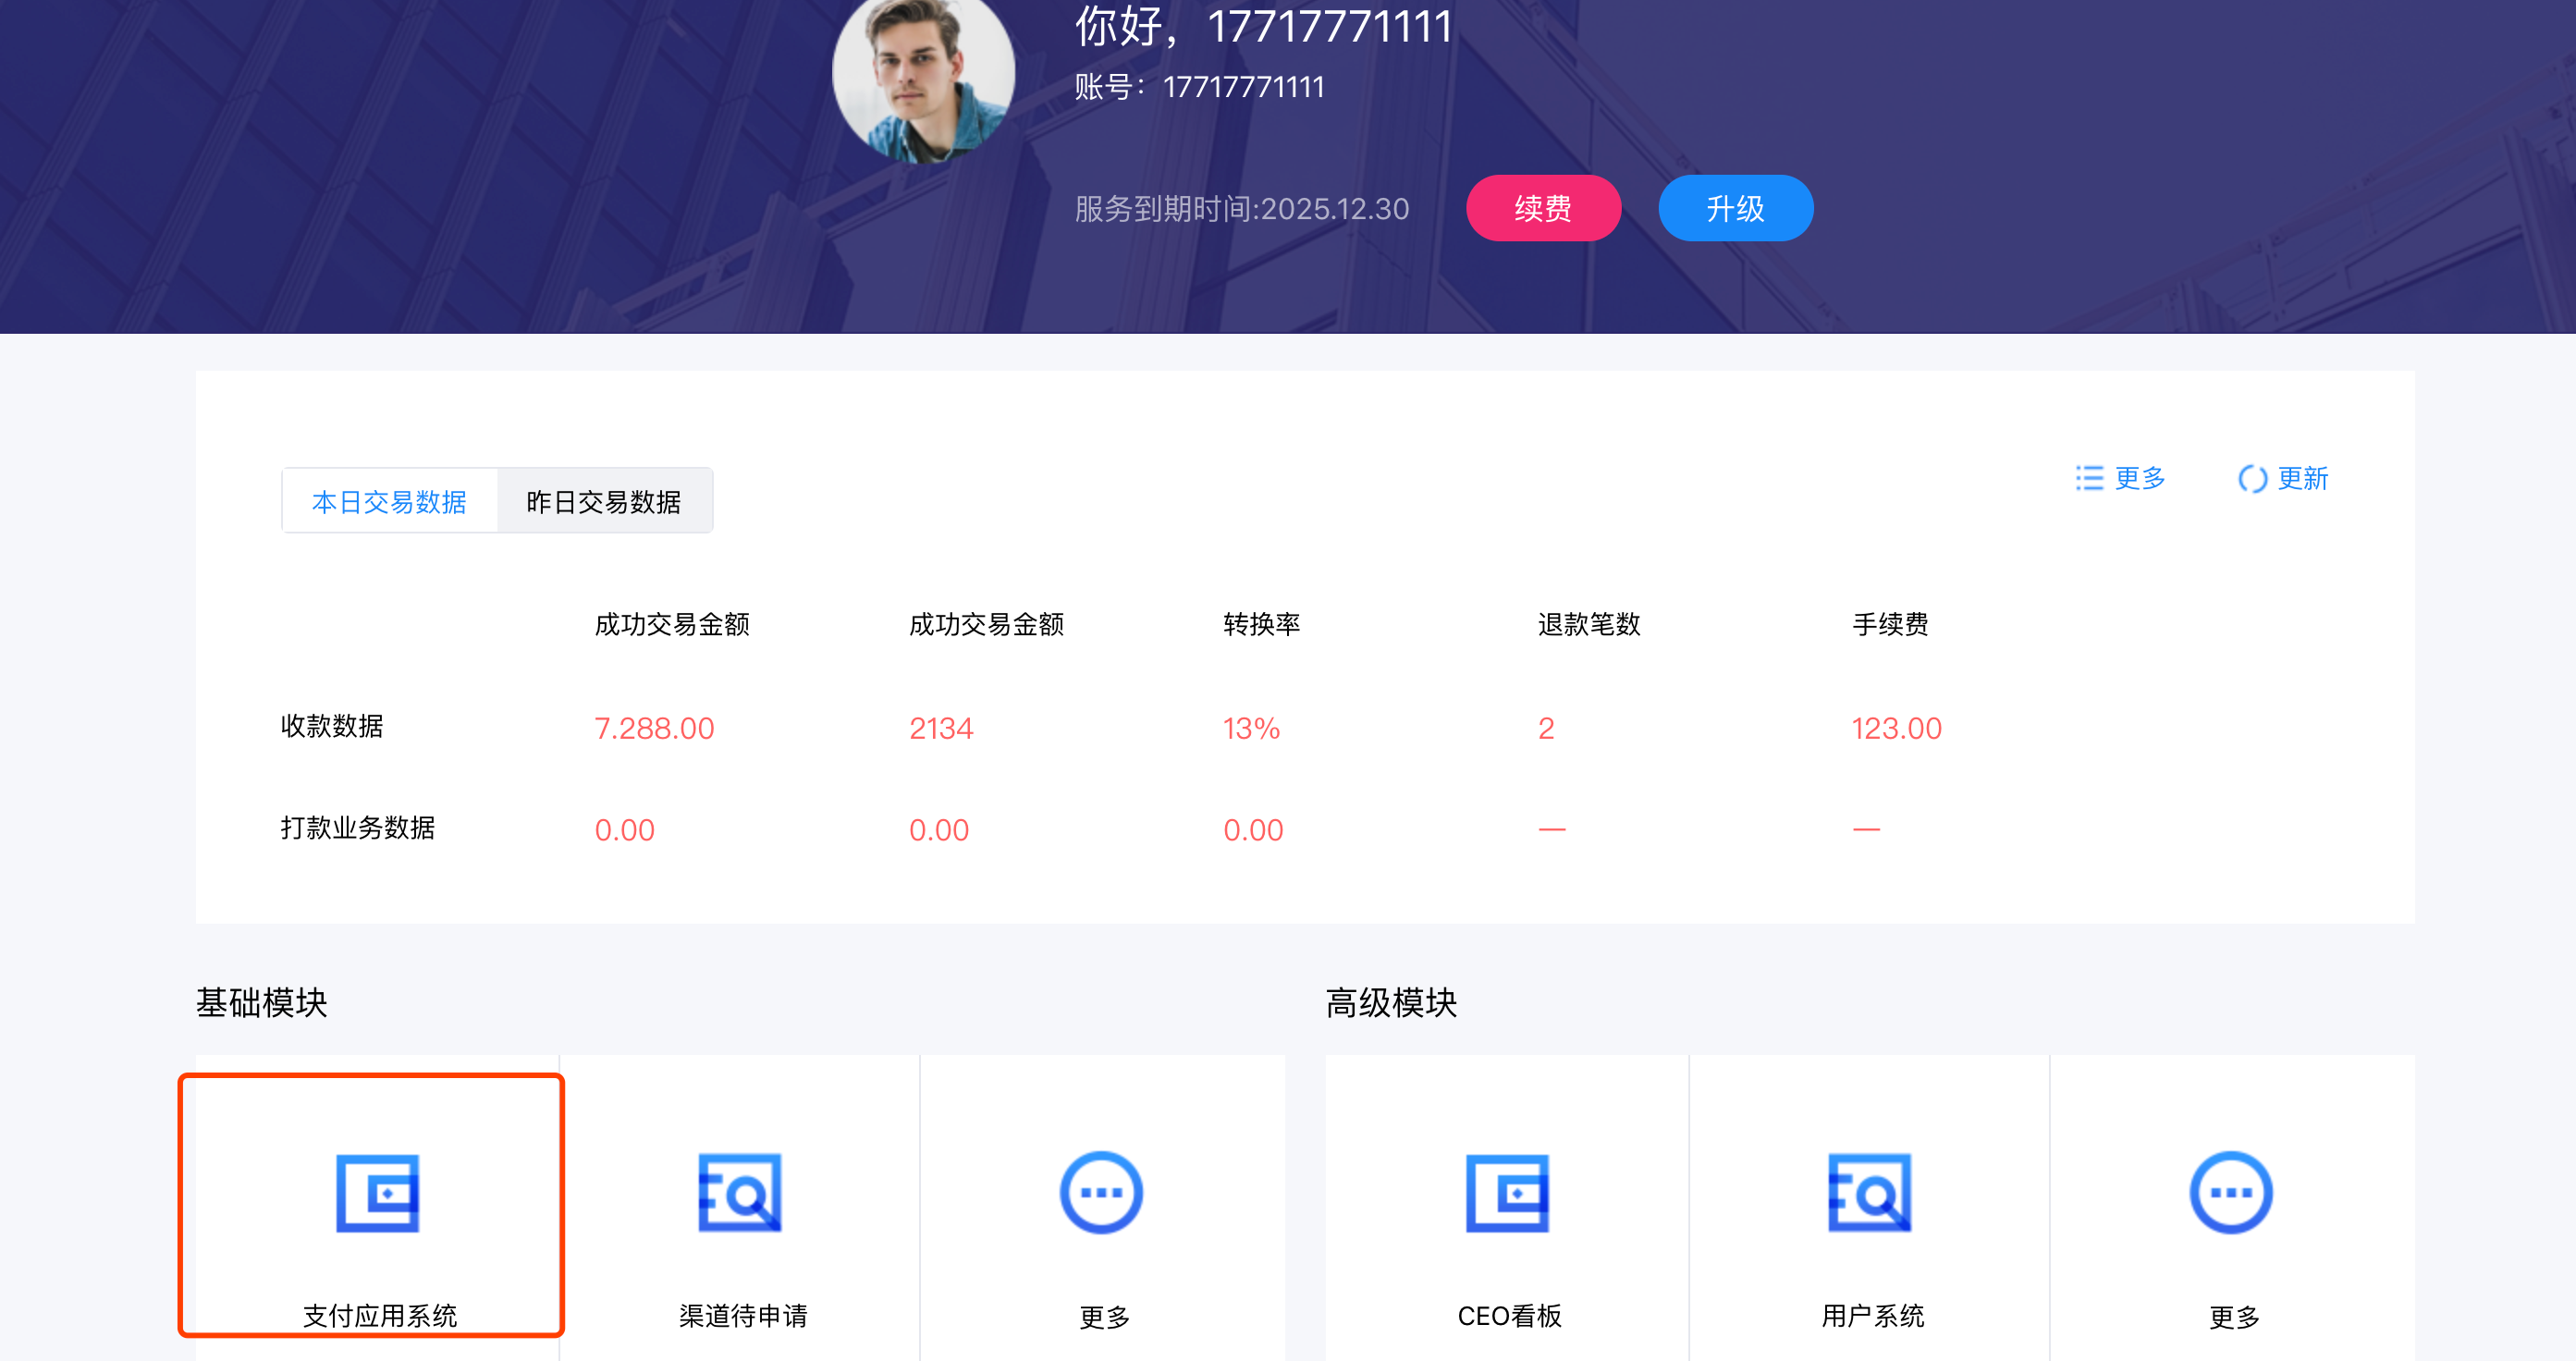 你好，17717771111
账号：17717771111
服务到期时间:2025.12.30 续费 升级
本日交易数据 昨日交易数据 更多 更新
成功交易金额 成功交易金额 转换率 退款笔数 手续费
收款数据 7.288.00 2134 13% 2 123.00
打款业务数据 0.00 0.00 0.00 — —
基础模块 高级模块
支付应用系统 渠道待申请 更多 CEO看板 用户系统 更多